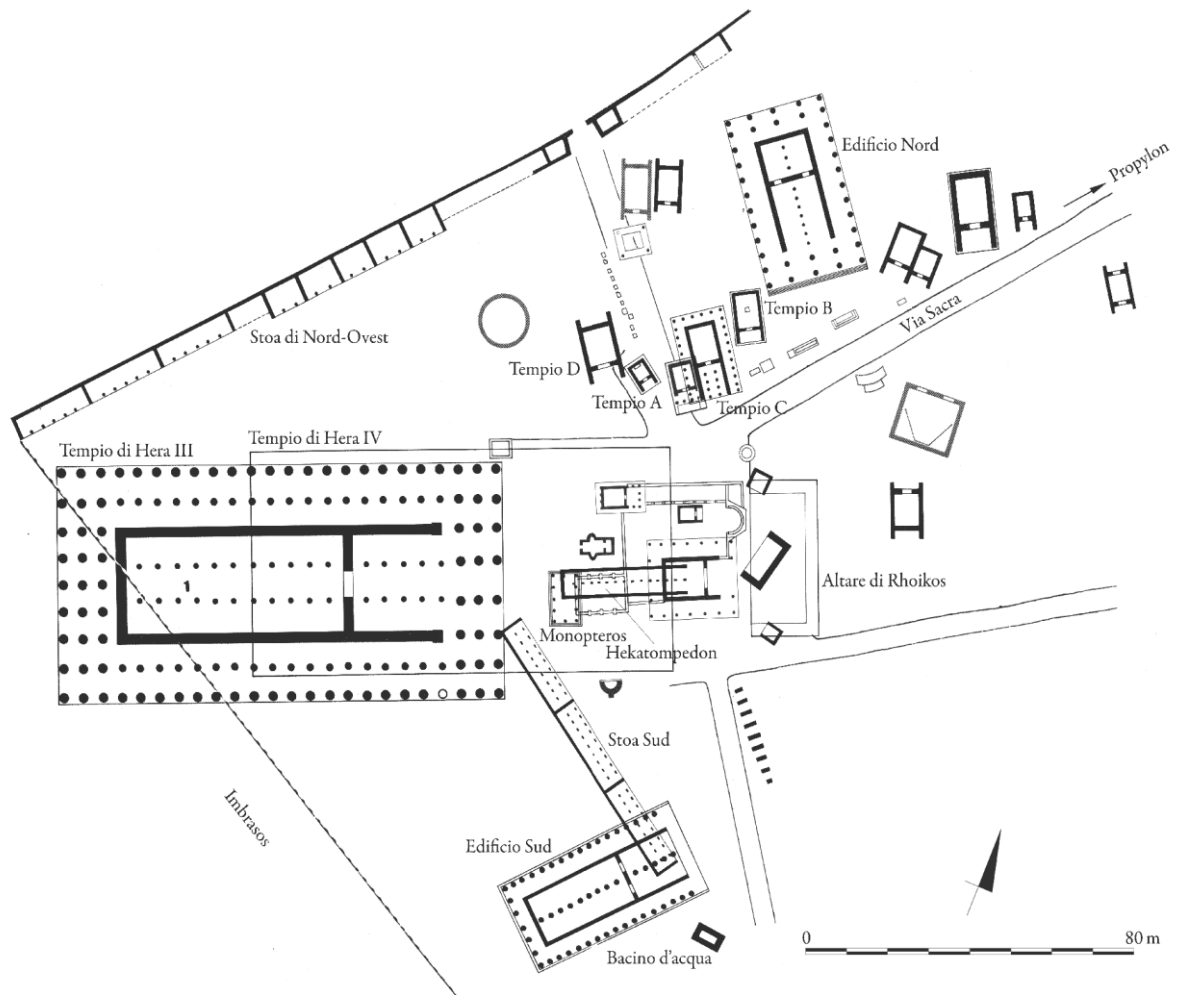 Edificio Nord
Propylon
Via Sacra
Tempio B
Stoa di Nord-Ovest
Tempio D
Tempio A
Tempio C
Tempio di Hera III
Tempio di Hera IV
1
Altare di Rhoikos
Monopteros
Hekatompedon
Stoa Sud
Imbrasos
Edificio Sud
Bacino d'acqua
0
80 m